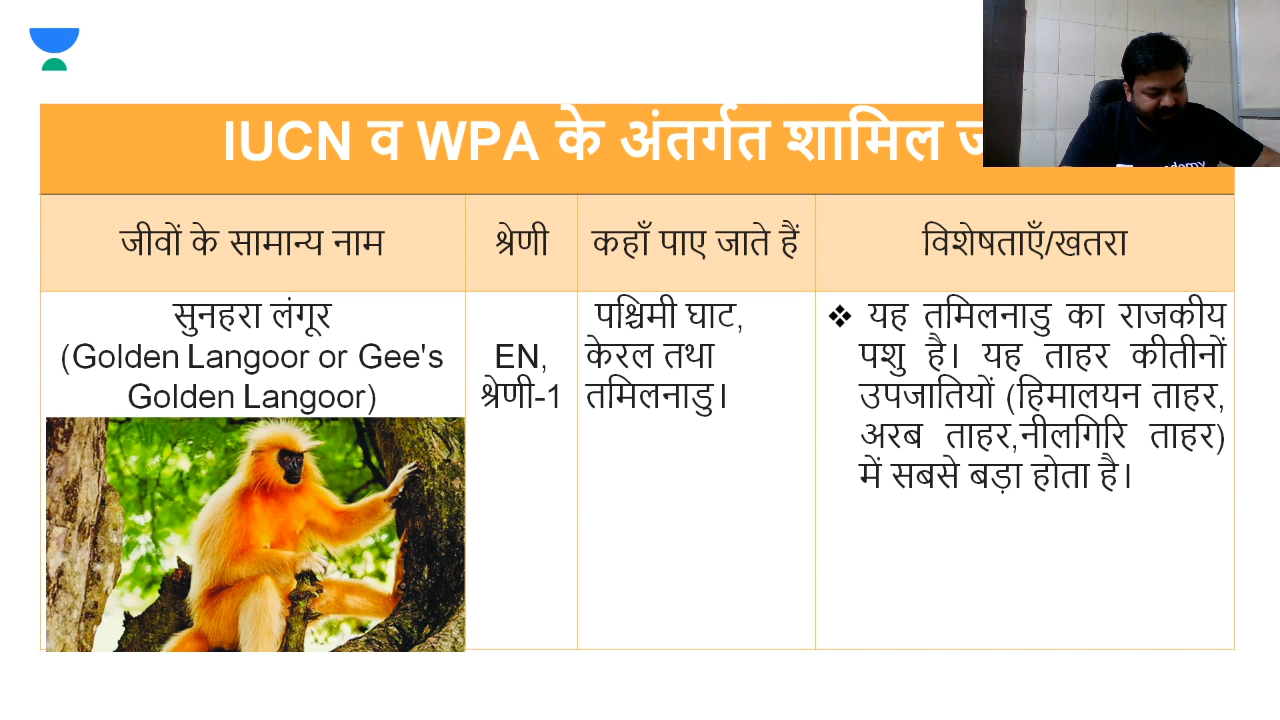 IUCN व WPA के अंतर्गत शामिल
जीवों के सामान्य नाम
श्रेणी
कहाँ पाए जाते हैं
विशेषताएँ/खतरा
सुनहरा लंगूर
(Golden Langoor or Gee's
Golden Langoor)
EN,
श्रेणी-1
पश्चिमी घाट,
केरल तथा
तमिलनाडु।
❖ यह तमिलनाडु का राजकीय
पशु है। यह ताहर कीतीनों
उपजातियों (हिमालयन ताहर,
अरब ताहर,नीलगिरि ताहर)
में सबसे बड़ा होता है।